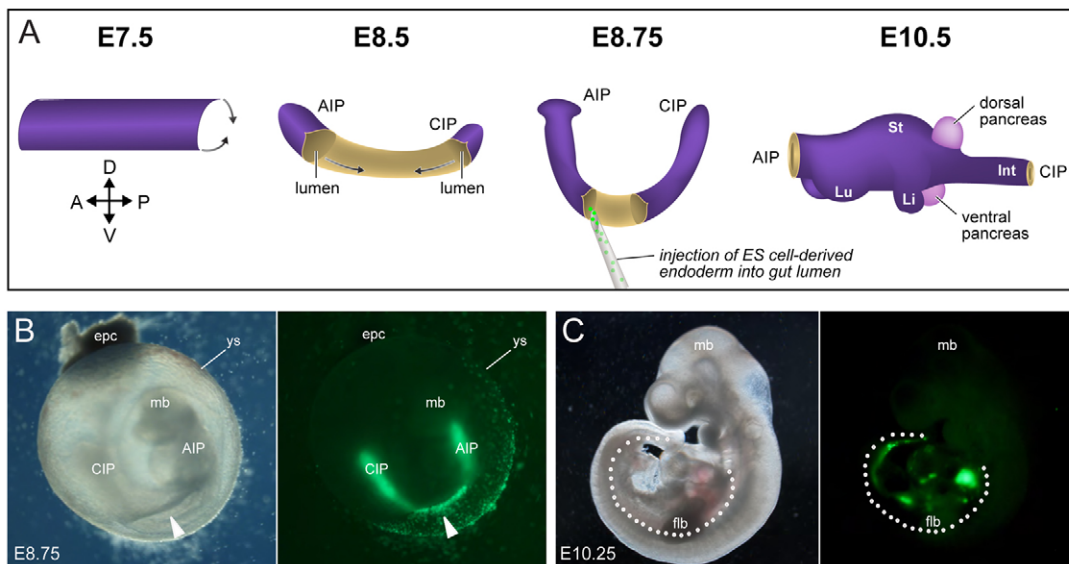 A
E7.5
E8.5
E8.75
E10.5
D
A
P
V
AIP
CIP
lumen
lumen
AIP
CIP
injection of ES cell-derived
endoderm into gut lumen
dorsal
pancreas
St
AIP
Int
CIP
Lu
Li
ventral
pancreas
B
epc
ys
mb
AIP
CIP
E8.75
epc
ys
mb
AIP
CIP
C
mb
flb
E10.25
mb
flb